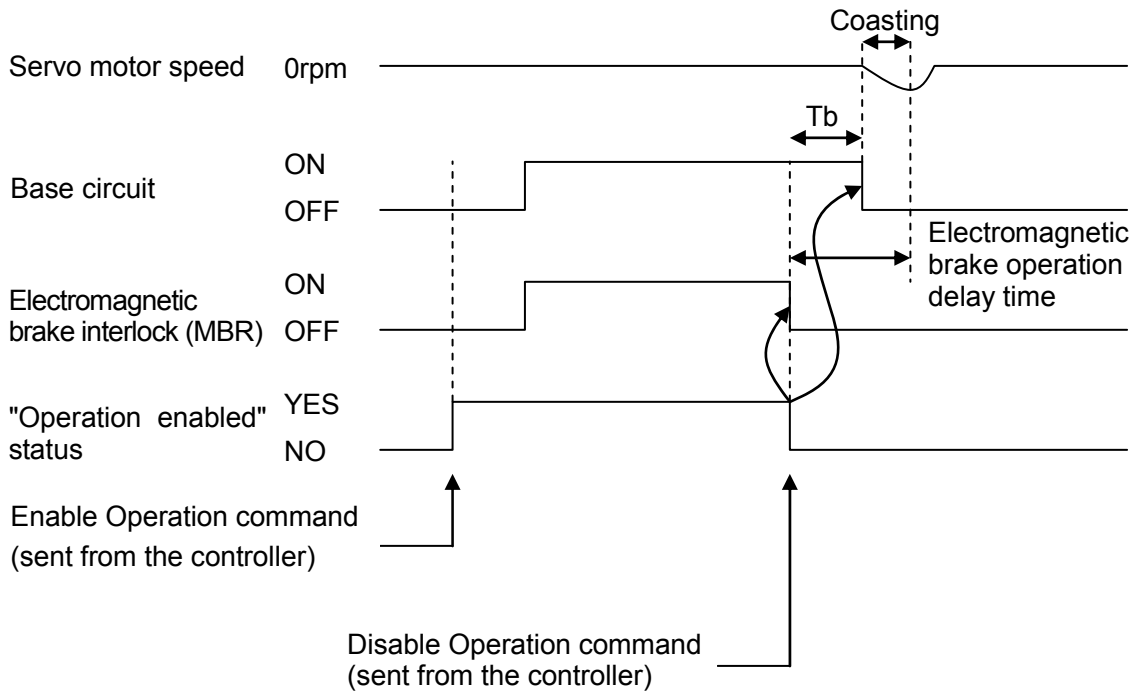 Coasting
Servo motor speed 0rpm
Tb
ON
Base circuit
OFF
Electromagnetic
brake operation
delay time
ON
Electromagnetic
brake interlock (MBR) OFF
YES
"Operation enabled"
status
NO
Enable Operation command
(sent from the controller)
Disable Operation command
(sent from the controller)